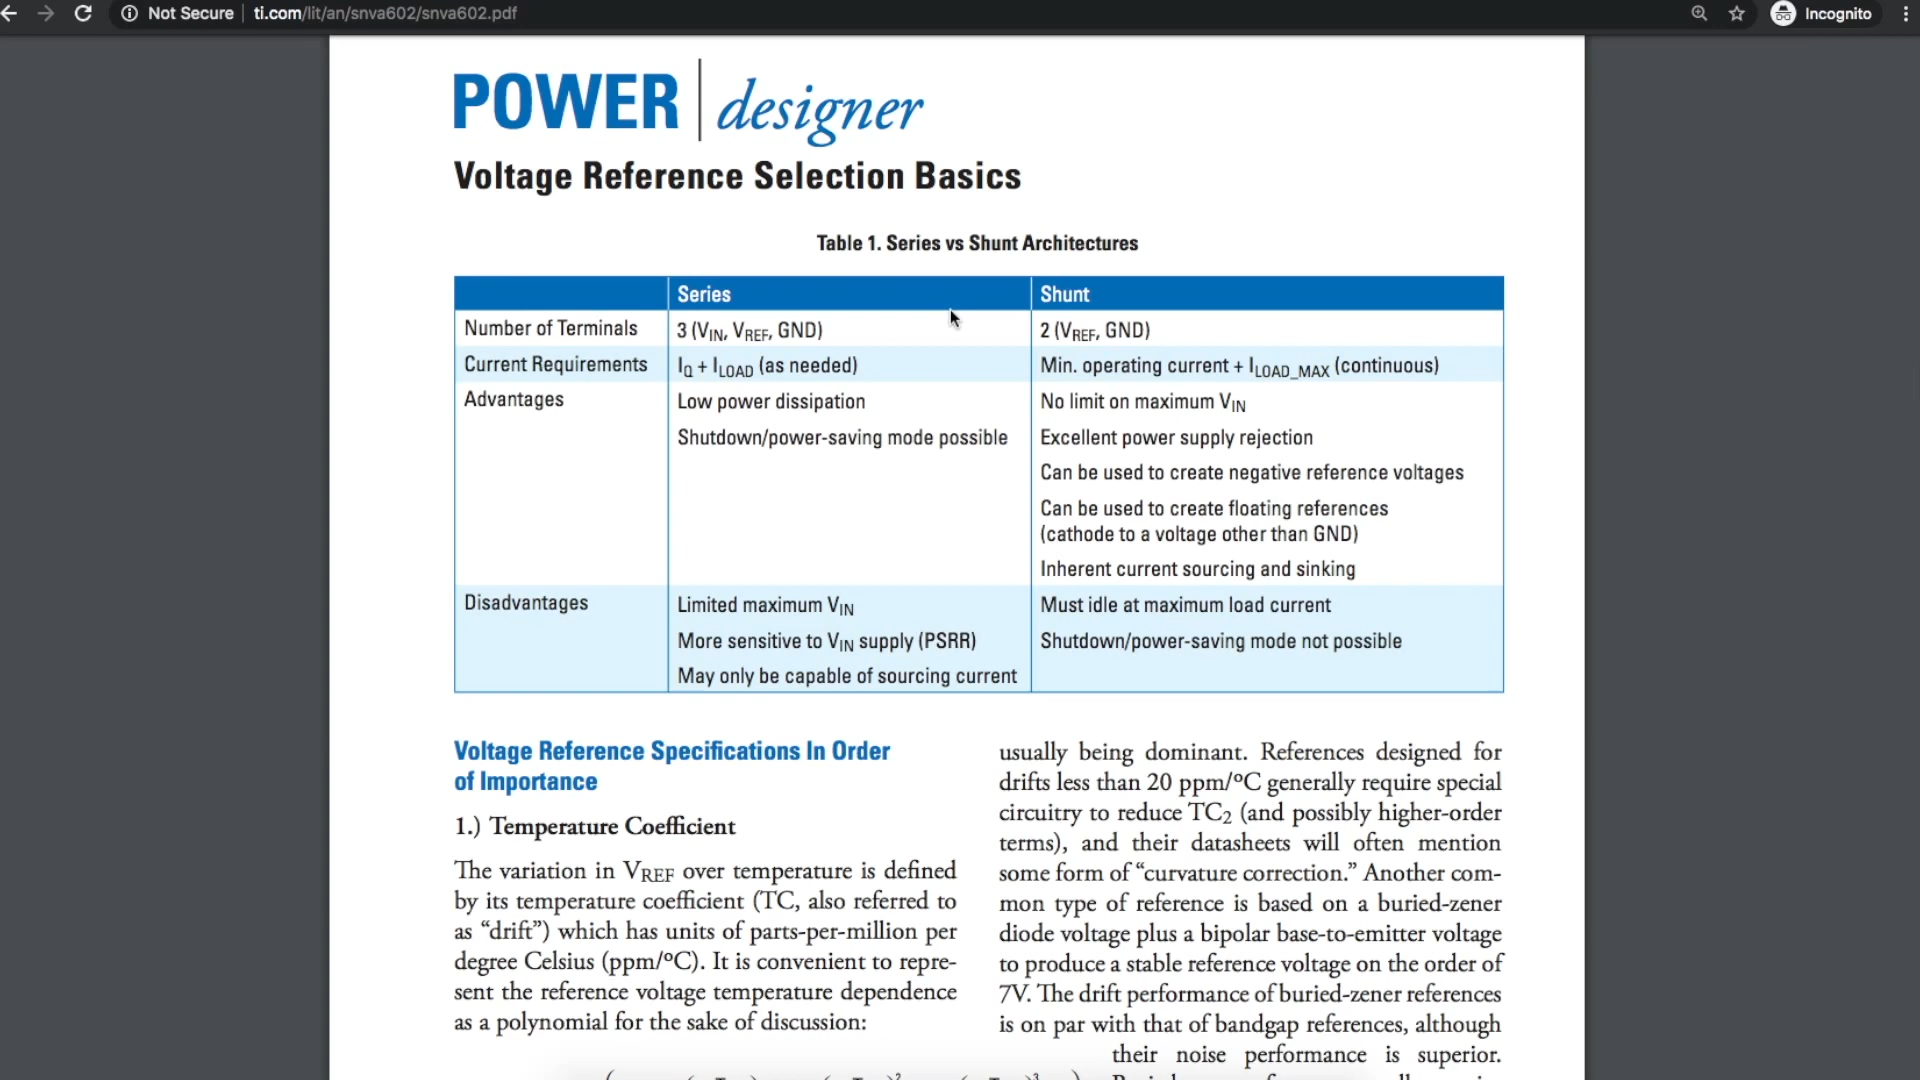 Not Secure ti.com/lit/an/snva602/snva602.pdf Incognito
POWER designer
Voltage Reference Selection Basics
Table 1. Series vs Shunt Architectures
Series Shunt
Number of Terminals 3 (VIN, VREF, GND) 2 (VREF, GND)
Current Requirements IQ + ILOAD (as needed) Min. operating current + ILOAD_MAX (continuous)
Advantages Low power dissipation No limit on maximum VIN
Shutdown/power-saving mode possible Excellent power supply rejection
Can be used to create negative reference voltages
Can be used to create floating references
(cathode to a voltage other than GND)
Inherent current sourcing and sinking
Disadvantages Limited maximum VIN Must idle at maximum load current
More sensitive to VIN supply (PSRR) Shutdown/power-saving mode not possible
May only be capable of sourcing current
Voltage Reference Specifications In Order
of Importance
1.) Temperature Coefficient
The variation in VREF over temperature is defined
by its temperature coefficient (TC, also referred to
as “drift”) which has units of parts-per-million per
degree Celsius (ppm/ºC). It is convenient to repre-
sent the reference voltage temperature dependence
as a polynomial for the sake of discussion:
usually being dominant. References designed for
drifts less than 20 ppm/ºC generally require special
circuitry to reduce TC2 (and possibly higher-order
terms), and their datasheets will often mention
some form of “curvature correction.” Another com-
mon type of reference is based on a buried-zener
diode voltage plus a bipolar base-to-emitter voltage
to produce a stable reference voltage on the order of
7V. The drift performance of buried-zener references
is on par with that of bandgap references, although
their noise performance is superior.